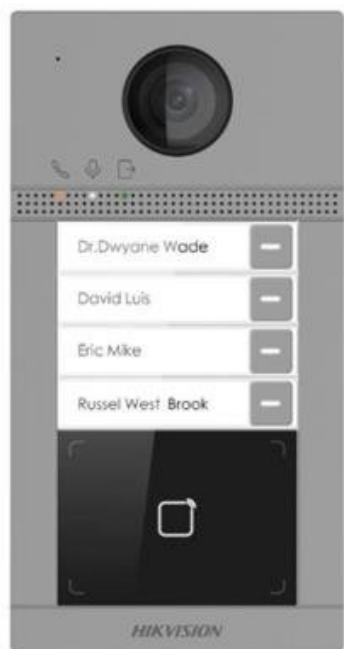 Dr.Dwyane Wade
David Luis
Eric Mike
Russel West Brook
HIKVISION